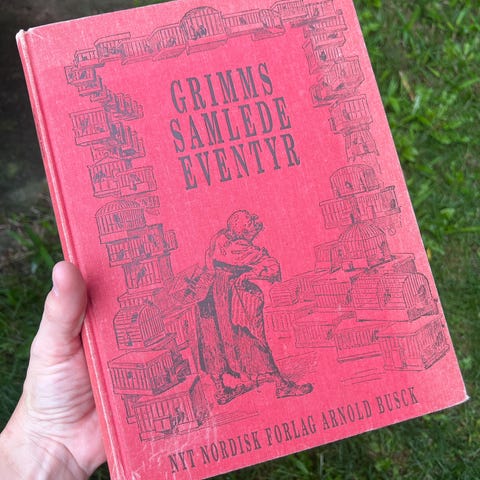 GRIMMS
SAMLEDE
EVENTYR
NYT NORDISK FORLAG ARNOLD BUSCK